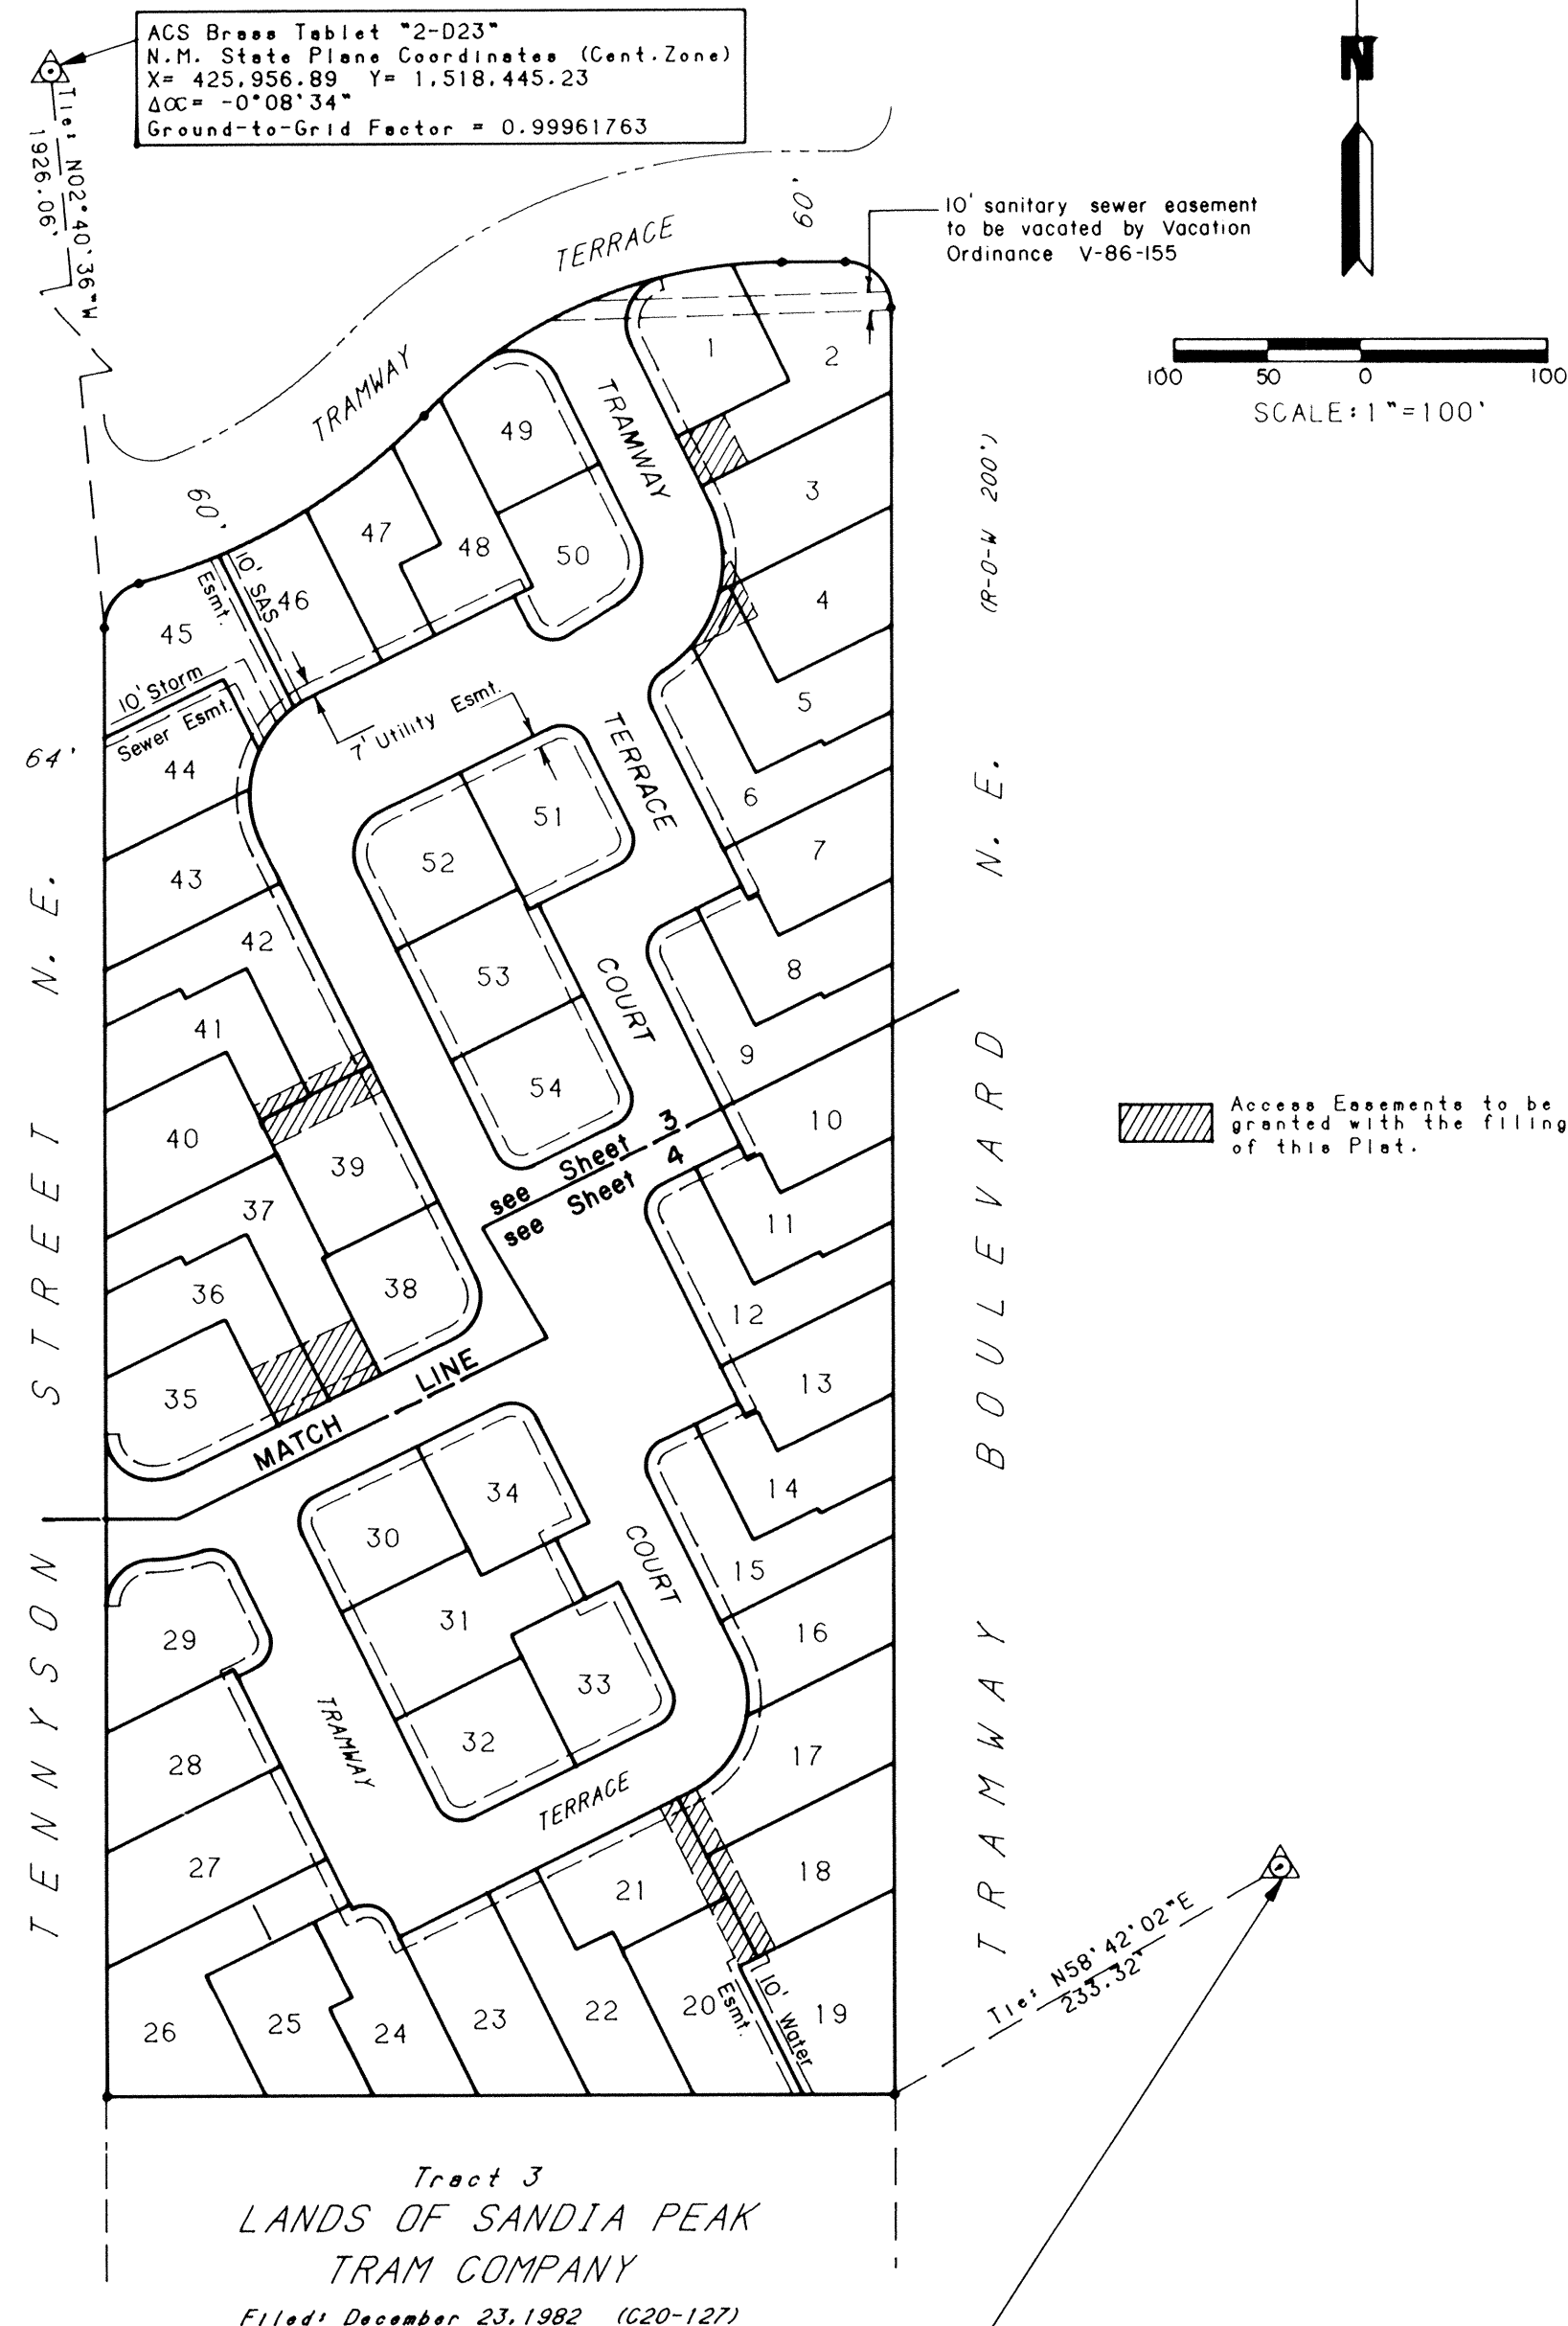 ACS Brass Tablet "2-D23"
N.M. State Plane Coordinates (Cent.Zone)
X= 425,956.89 Y= 1,518,445.23
Δ∝= -0°08'34"
Ground-to-Grid Factor = 0.99961763
Tie: N02°40'36"W
1926.06'
N
10' sanitary sewer easement
to be vacated by Vacation
Ordinance V-86-155
100 50 0 100
SCALE: 1"=100'
TRAMWAY TERRACE
60'
60'
TRAMWAY
TERRACE
COURT
1
2
3
4
5
6
7
8
9
10
11
12
13
14
15
16
17
18
19
20
21
22
23
24
25
26
27
28
29
30
31
32
33
34
35
36
37
38
39
40
41
42
43
44
45
46
47
48
49
50
51
52
53
54
10' SAS
Esmt.
10' Storm
Sewer Esmt.
7' Utility Esmt.
64'
TENNYSON STREET N.E.
(R-O-W 200')
TRAMWAY BOULEVARD N.E.
see Sheet 3
see Sheet 4
MATCH LINE
Access Easements to be
granted with the filing
of this Plat.
COURT
TRAMWAY
TERRACE
10' Water
Esmt.
Tie: N58°42'02"E
233.32'
Tract 3
LANDS OF SANDIA PEAK
TRAM COMPANY
Filed: December 23, 1982 (C20-127)